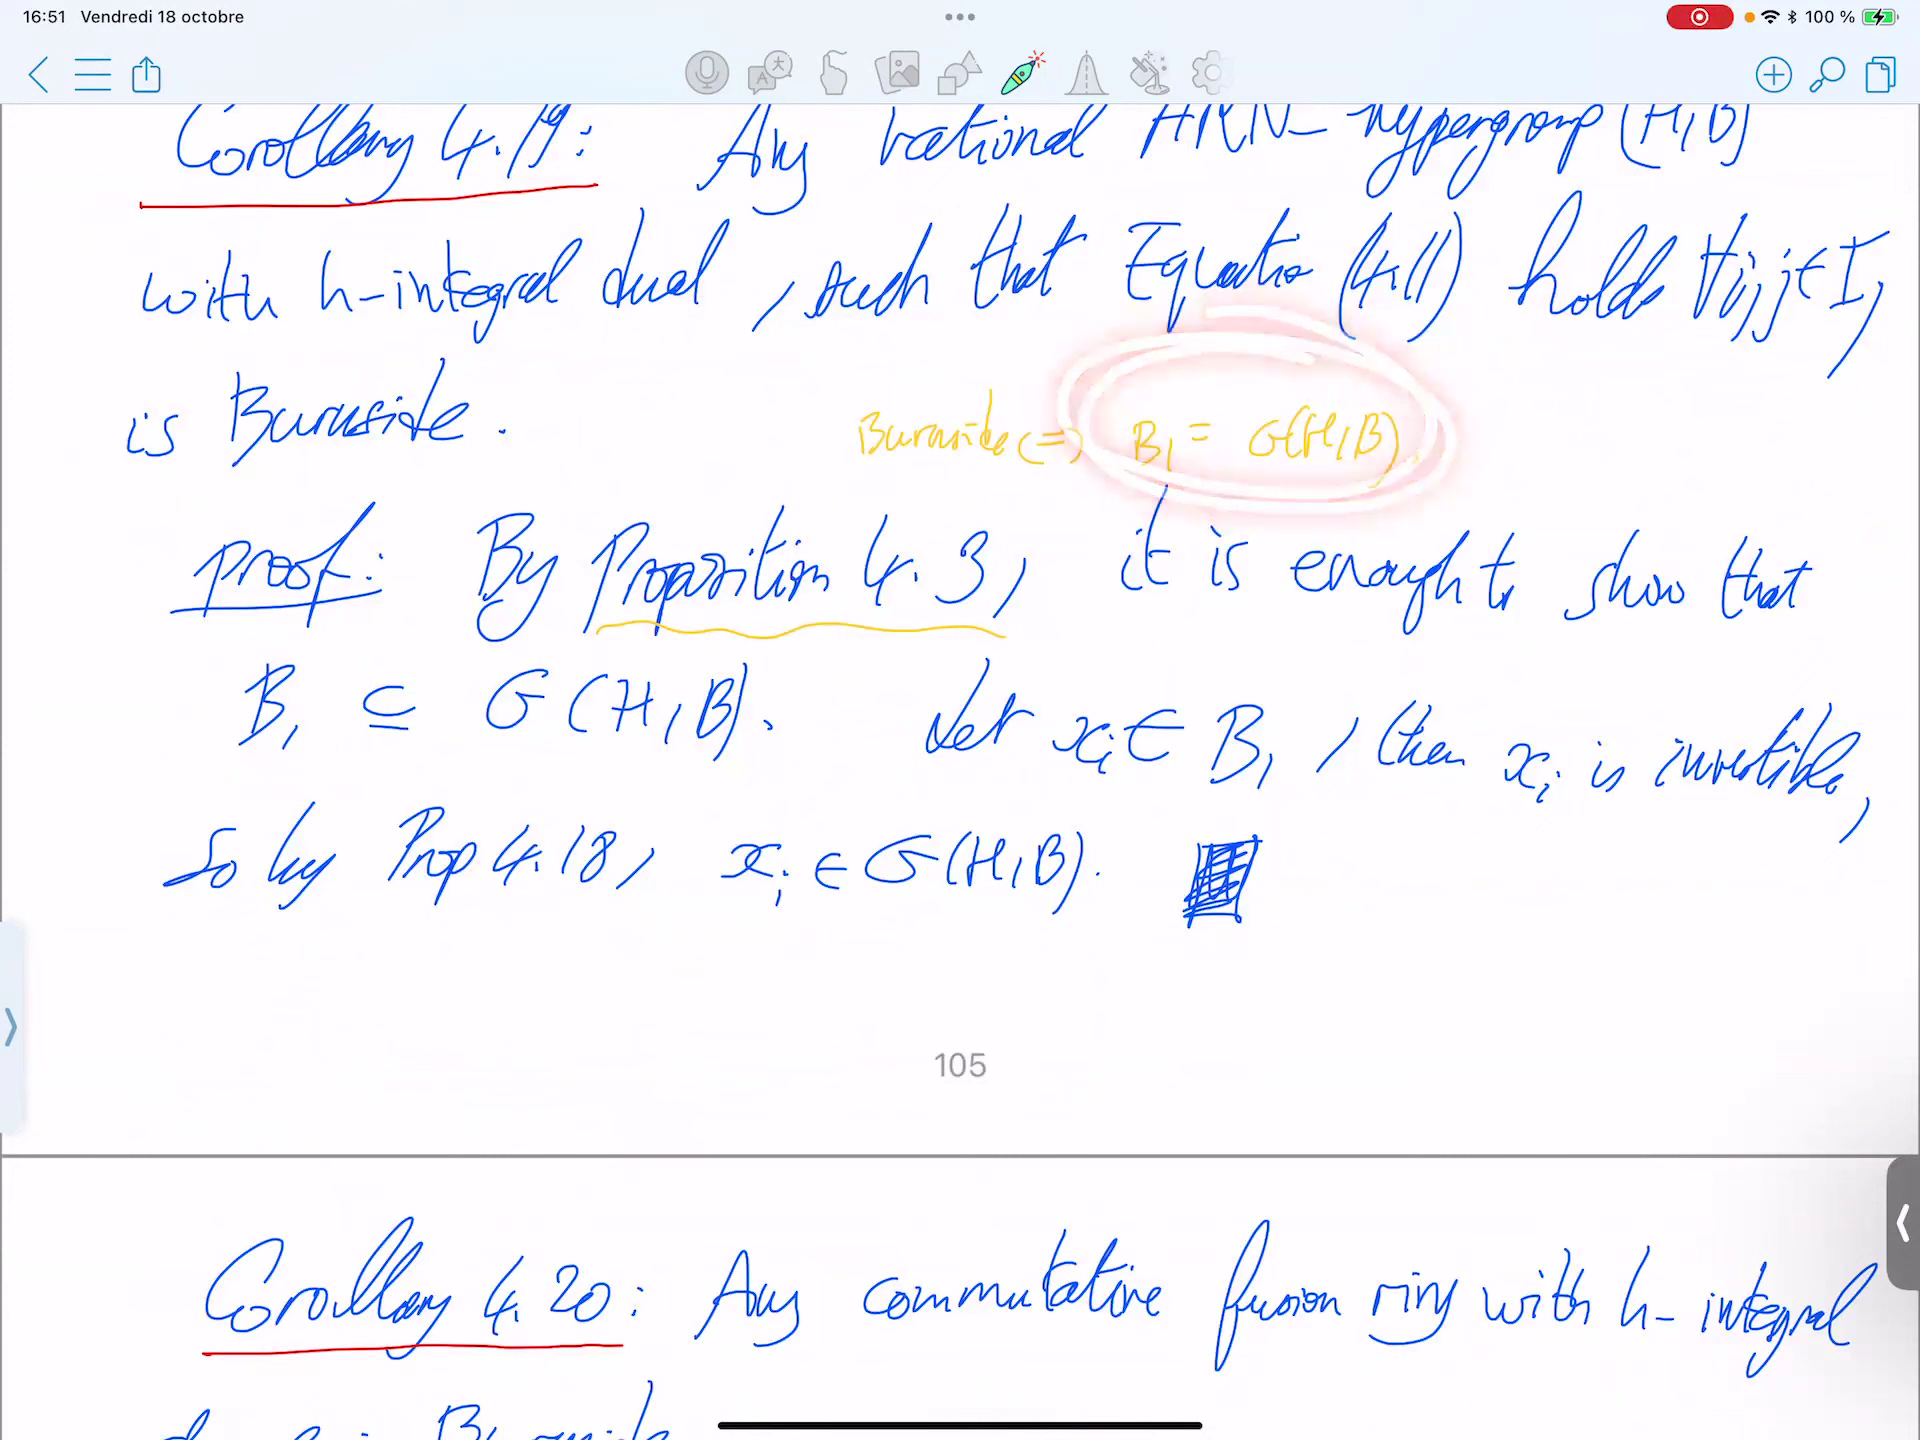 16:51 Vendredi 18 octobre
100 %
Corollary 4.19: Any rational HRN-hypergroup (H, B)
with h-integral dual, such that Equation (4.11) holds ∀i,j ∈ I,
is Burnside.
Burnside (=) B₁ = G(H, B)
proof: By Proposition 4.3, it is enough to show that
B₁ ⊆ G(H, B). Let xᵢ ∈ B₁, then xᵢ is invertible,
So by Prop 4.18, xᵢ ∈ G(H, B).
105
Corollary 4.20: Any commutative fusion ring with h-integral
Burnside